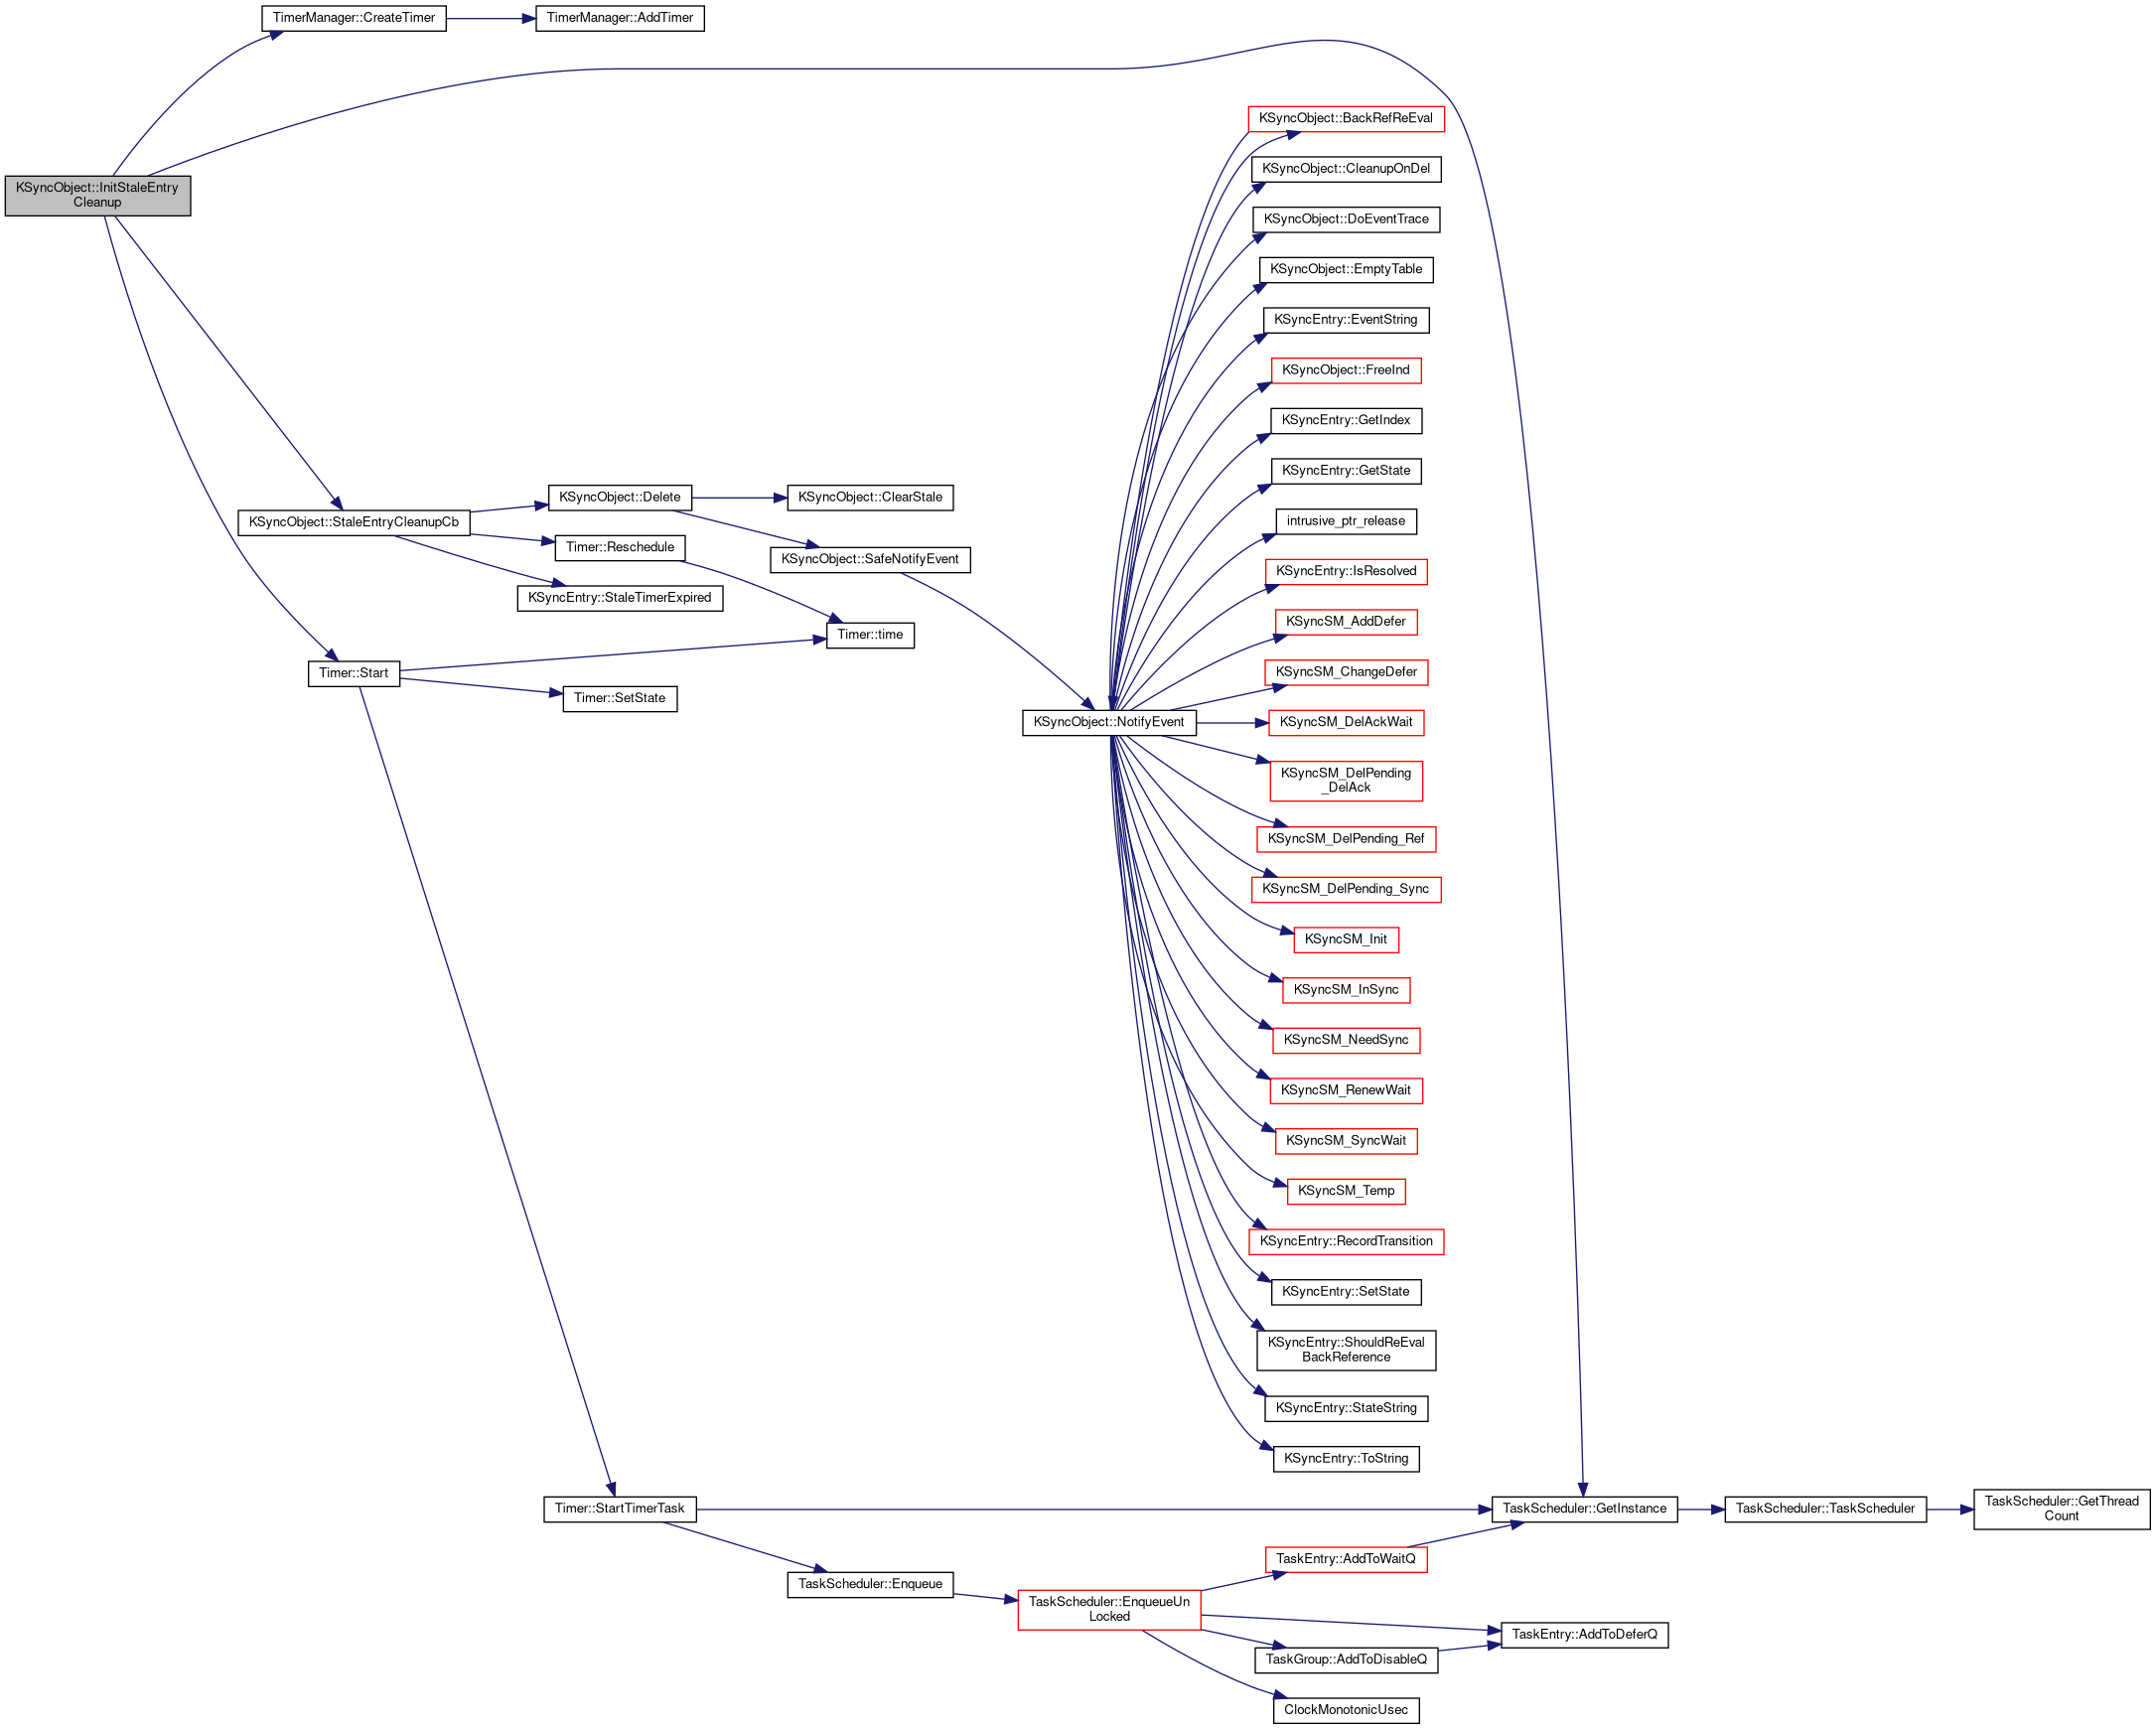 TimerManager::CreateTimer
TimerManager::AddTimer
KSyncObject::InitStaleEntry
Cleanup
KSyncObject::StaleEntryCleanupCb
Timer::Start
KSyncObject::Delete
Timer::Reschedule
KSyncEntry::StaleTimerExpired
Timer::SetState
KSyncObject::ClearStale
KSyncObject::SafeNotifyEvent
Timer::time
KSyncObject::NotifyEvent
KSyncObject::BackRefReEval
KSyncObject::CleanupOnDel
KSyncObject::DoEventTrace
KSyncObject::EmptyTable
KSyncEntry::EventString
KSyncObject::FreeInd
KSyncEntry::GetIndex
KSyncEntry::GetState
intrusive_ptr_release
KSyncEntry::IsResolved
KSyncSM_AddDefer
KSyncSM_ChangeDefer
KSyncSM_DelAckWait
KSyncSM_DelPending
_DelAck
KSyncSM_DelPending_Ref
KSyncSM_DelPending_Sync
KSyncSM_Init
KSyncSM_InSync
KSyncSM_NeedSync
KSyncSM_RenewWait
KSyncSM_SyncWait
KSyncSM_Temp
KSyncEntry::RecordTransition
KSyncEntry::SetState
KSyncEntry::ShouldReEval
BackReference
KSyncEntry::StateString
KSyncEntry::ToString
Timer::StartTimerTask
TaskScheduler::GetInstance
TaskScheduler::TaskScheduler
TaskScheduler::GetThread
Count
TaskScheduler::Enqueue
TaskScheduler::EnqueueUn
Locked
TaskEntry::AddToWaitQ
TaskEntry::AddToDeferQ
TaskGroup::AddToDisableQ
ClockMonotonicUsec